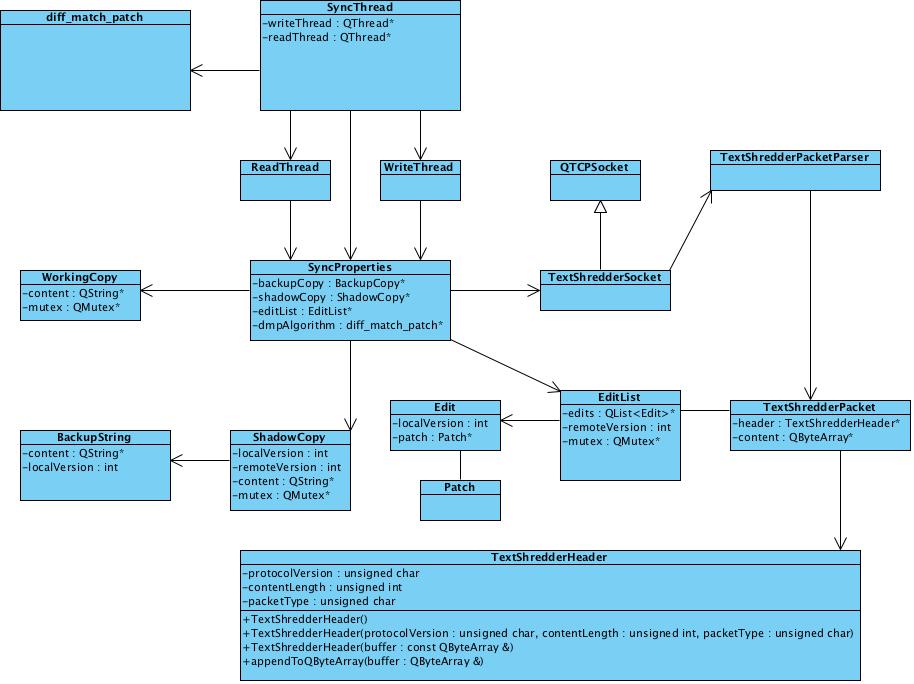 diff_match_patch
SyncThread
-writeThread : QThread*
-readThread : QThread*
ReadThread
WriteThread
QTCPSocket
TextShredderPacketParser
WorkingCopy
-content : QString*
-mutex : QMutex*
SyncProperties
-backupCopy : BackupCopy*
-shadowCopy : ShadowCopy*
-editList : EditList*
-dmpAlgorithm : diff_match_patch*
TextShredderSocket
BackupString
-content : QString*
-localVersion : int
ShadowCopy
-localVersion : int
-remoteVersion : int
-content : QString*
-mutex : QMutex*
Edit
-localVersion : int
-patch : Patch*
Patch
EditList
-edits : QList<Edit>*
-remoteVersion : int
-mutex : QMutex*
TextShredderPacket
-header : TextShredderHeader*
-content : QByteArray*
TextShredderHeader
-protocolVersion : unsigned char
-contentLength : unsigned int
-packetType : unsigned char
+TextShredderHeader()
+TextShredderHeader(protocolVersion : unsigned char, contentLength : unsigned int, packetType : unsigned char)
+TextShredderHeader(buffer : const QByteArray &)
+appendToQByteArray(buffer : QByteArray &)